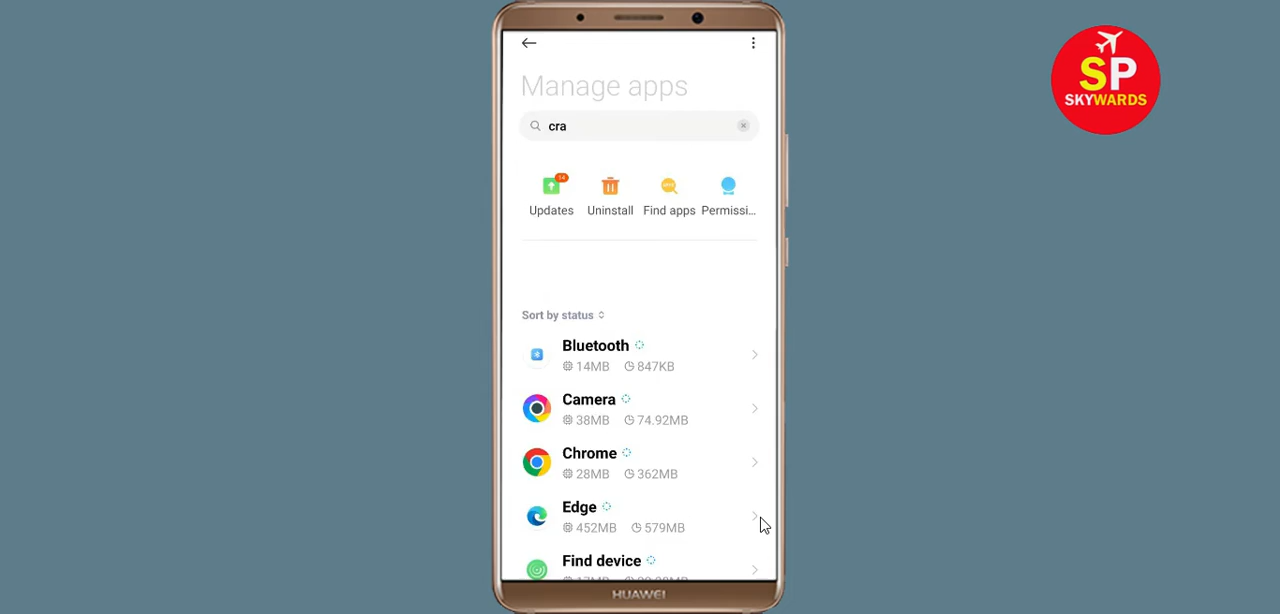 Manage apps
cra
14
Updates
Uninstall
Find apps
Permissi...
Sort by status
Bluetooth
14MB 847KB
Camera
38MB 74.92MB
Chrome
28MB 362MB
Edge
452MB 579MB
Find device
HUAWEI
SP
SKYWARDS